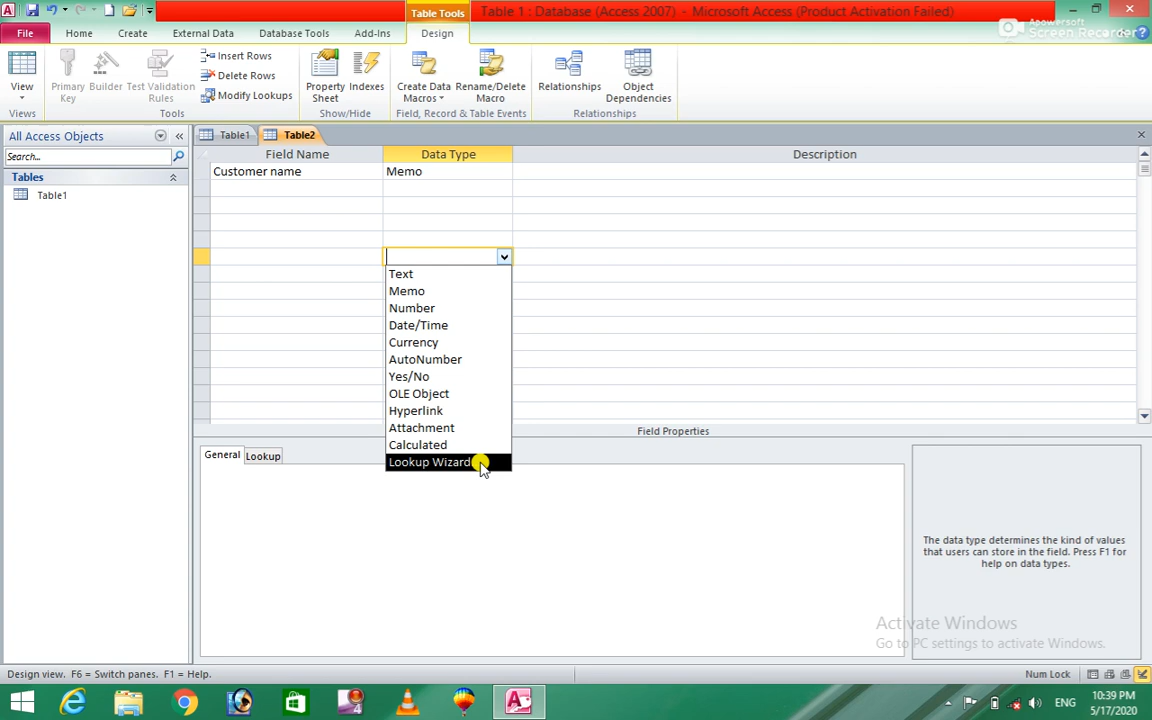 Table Tools
Table 1 : Database (Access 2007) - Microsoft Access (Product Activation Failed)
File Home Create External Data Database Tools Add-Ins Design
Apowersoft
Screen Recorder
View
Primary Key
Builder
Test Validation Rules
Insert Rows
Delete Rows
Modify Lookups
Property Sheet
Indexes
Create Data Macros
Rename/Delete Macro
Relationships
Object Dependencies
Views Tools Show/Hide Field, Record & Table Events Relationships
All Access Objects
Search...
Tables
Table1
Table1 Table2
Field Name Data Type Description
Customer name Memo
Text
Memo
Number
Date/Time
Currency
AutoNumber
Yes/No
OLE Object
Hyperlink
Attachment
Calculated
Lookup Wizard
Field Properties
General Lookup
The data type determines the kind of values
that users can store in the field. Press F1 for
help on data types.
Activate Windows
Go to PC settings to activate Windows.
Design view. F6 = Switch panes. F1 = Help.
Num Lock
ENG
10:39 PM
5/17/2020